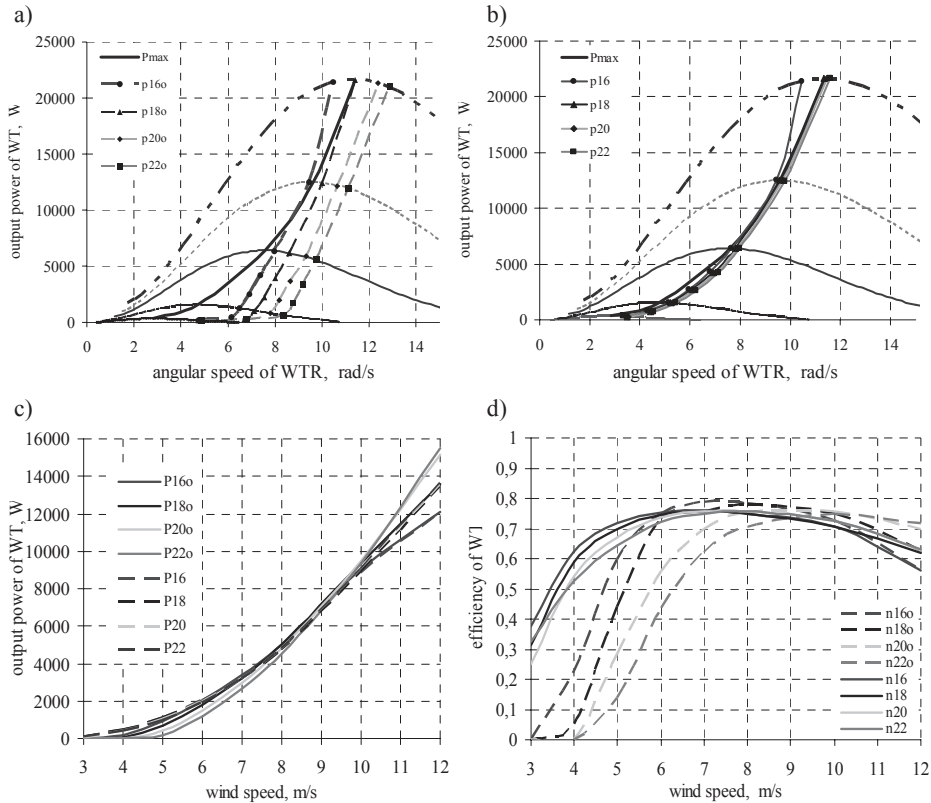 a)
25000
20000
15000
10000
5000
0
output power of WT, W
Pmax
p16o
p18o
p20o
p22o
0 2 4 6 8 10 12 14
angular speed of WTR, rad/s
b)
25000
20000
15000
10000
5000
0
output power of WT, W
Pmax
p16
p18
p20
p22
0 2 4 6 8 10 12 14
angular speed of WTR, rad/s
c)
16000
14000
12000
10000
8000
6000
4000
2000
0
output power of WT, W
P16o
P18o
P20o
P22o
P16
P18
P20
P22
3 4 5 6 7 8 9 10 11 12
wind speed, m/s
d)
1
0,9
0,8
0,7
0,6
0,5
0,4
0,3
0,2
0,1
0
efficiency of WT
n16o
n18o
n20o
n22o
n16
n18
n20
n22
3 4 5 6 7 8 9 10 11 12
wind speed, m/s